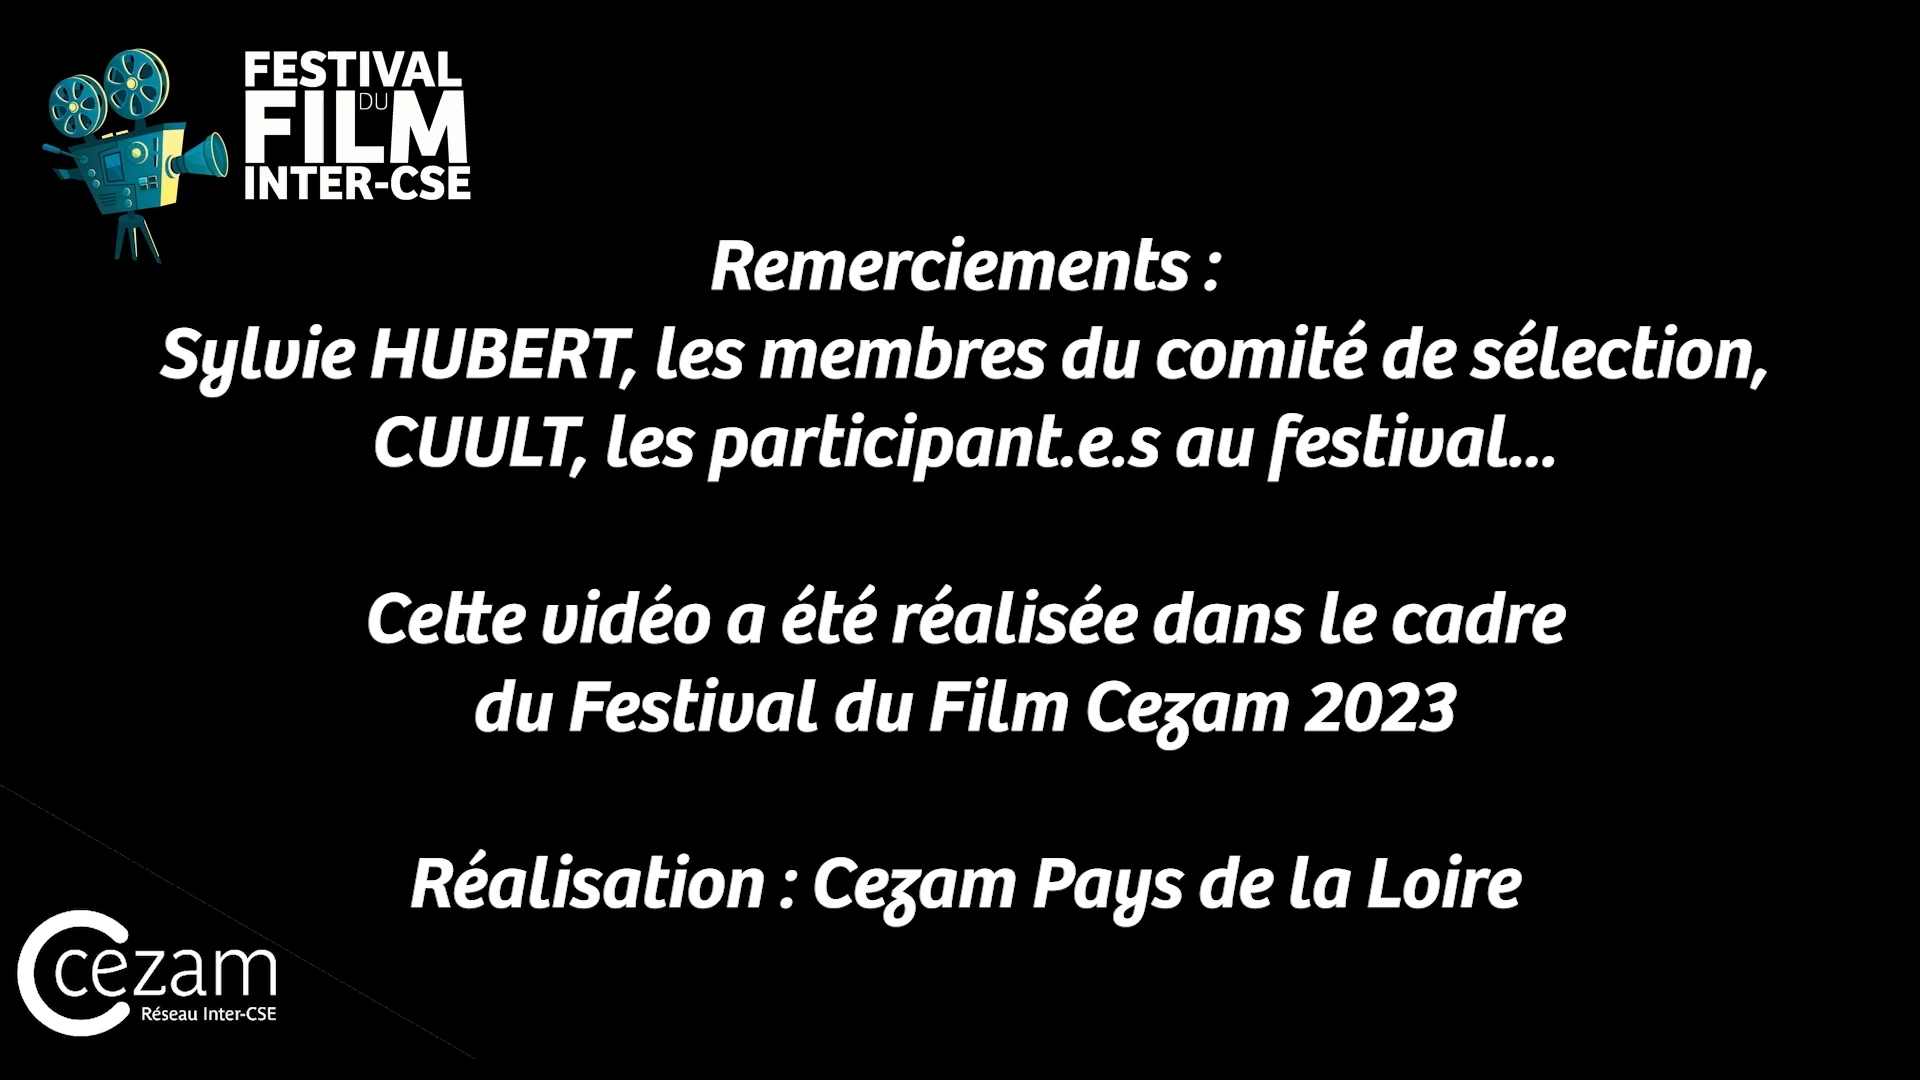 FESTIVAL
DU
FILM
INTER-CSE
Remerciements :
Sylvie HUBERT, les membres du comité de sélection,
CUULT, les participant.e.s au festival...
Cette vidéo a été réalisée dans le cadre
du Festival du Film Cezam 2023
Réalisation : Cezam Pays de la Loire
cezam
Réseau Inter-CSE